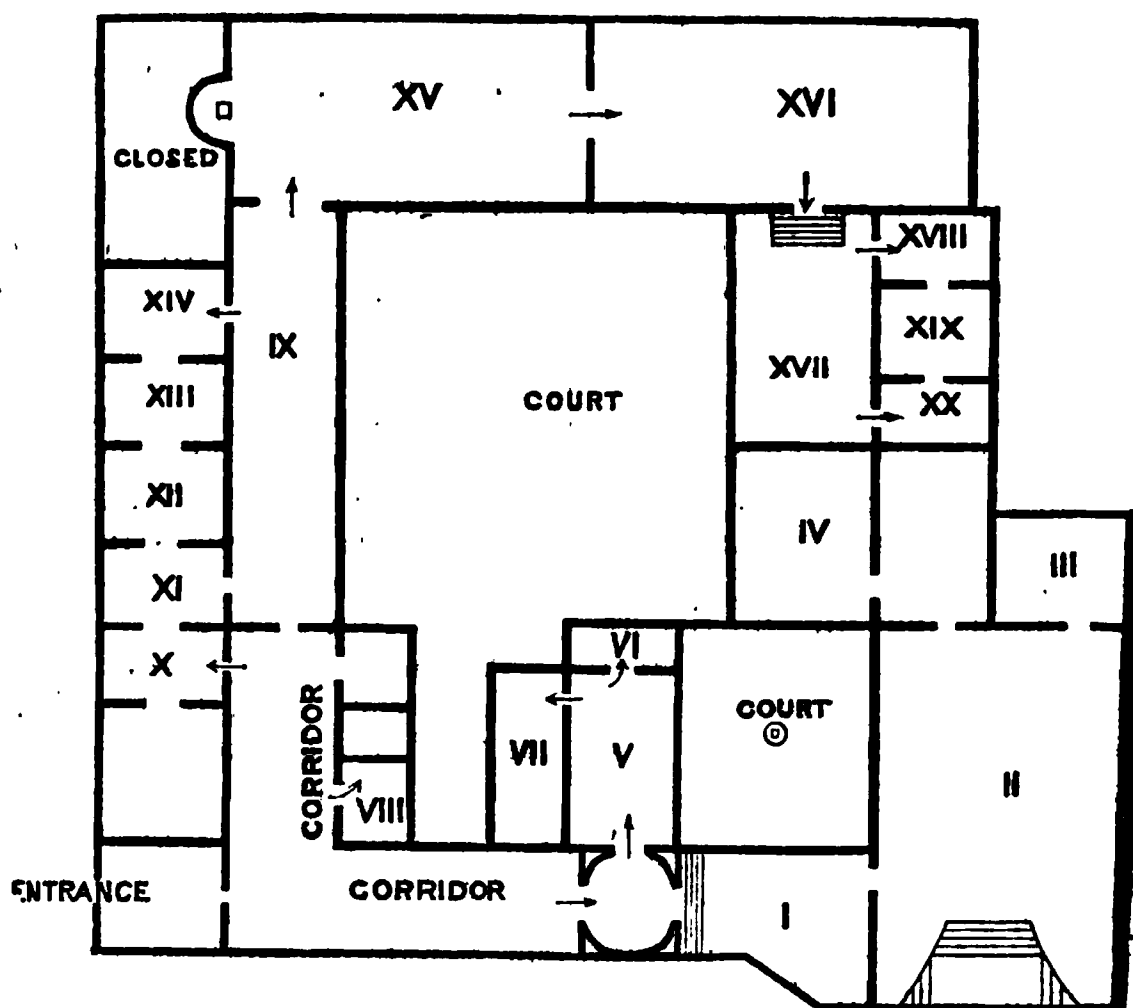 XV
XVI
CLOSED
XVIII
XIV
IX
XIX
XVII
XIII
COURT
XX
XII
IV
III
XI
X
VI
CORRIDOR
COURT
VII
V
II
VIII
ENTRANCE
CORRIDOR
I